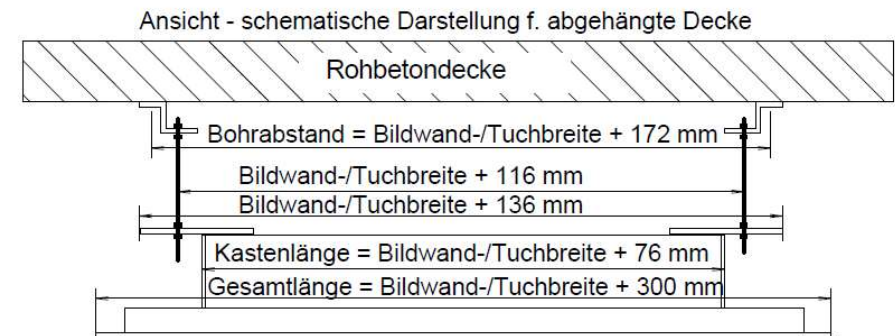 Ansicht - schematische Darstellung f. abgehängte Decke
Rohbetondecke
Bohrabstand = Bildwand-/Tuchbreite + 172 mm
Bildwand-/Tuchbreite + 116 mm
Bildwand-/Tuchbreite + 136 mm
Kastenlänge = Bildwand-/Tuchbreite + 76 mm
Gesamtlänge = Bildwand-/Tuchbreite + 300 mm